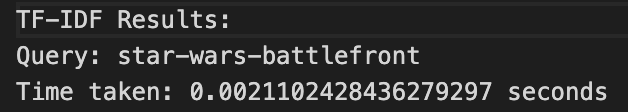 TF-IDF Results:
Query: star-wars-battlefront
Time taken: 0.0021102428436279297 seconds